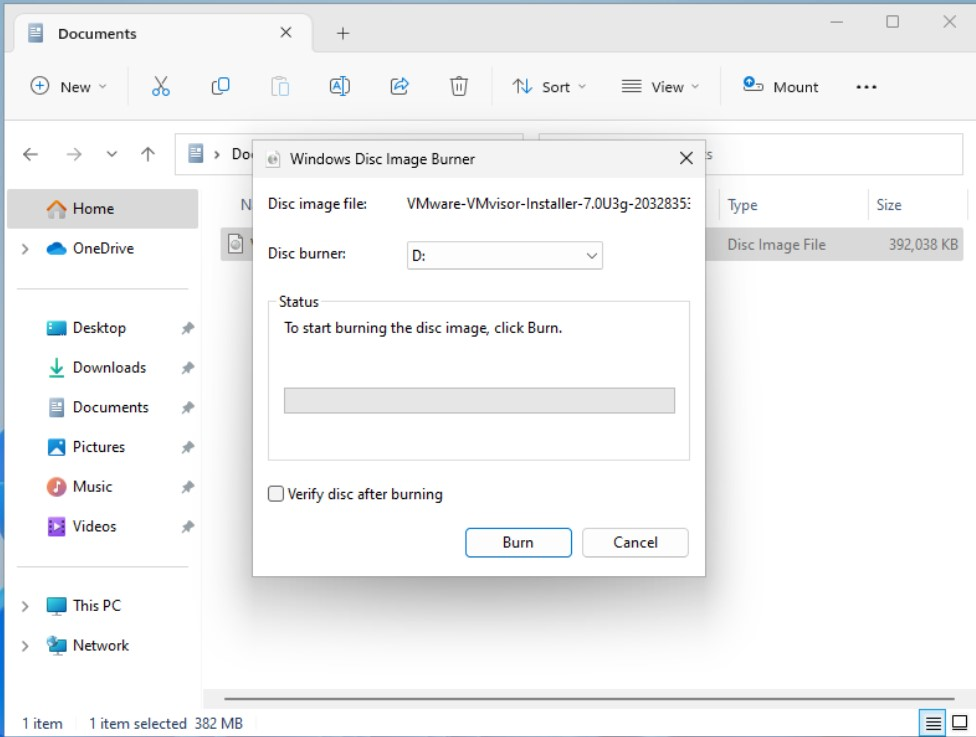 Documents
New
Sort
View
Mount
Windows Disc Image Burner
Disc image file: VMware-VMvisor-Installer-7.0U3g-20328353
Disc burner: D:
Type
Size
Disc Image File
392,038 KB
Status
To start burning the disc image, click Burn.
Verify disc after burning
Burn
Cancel
Home
OneDrive
Desktop
Downloads
Documents
Pictures
Music
Videos
This PC
Network
1 item
1 item selected 382 MB